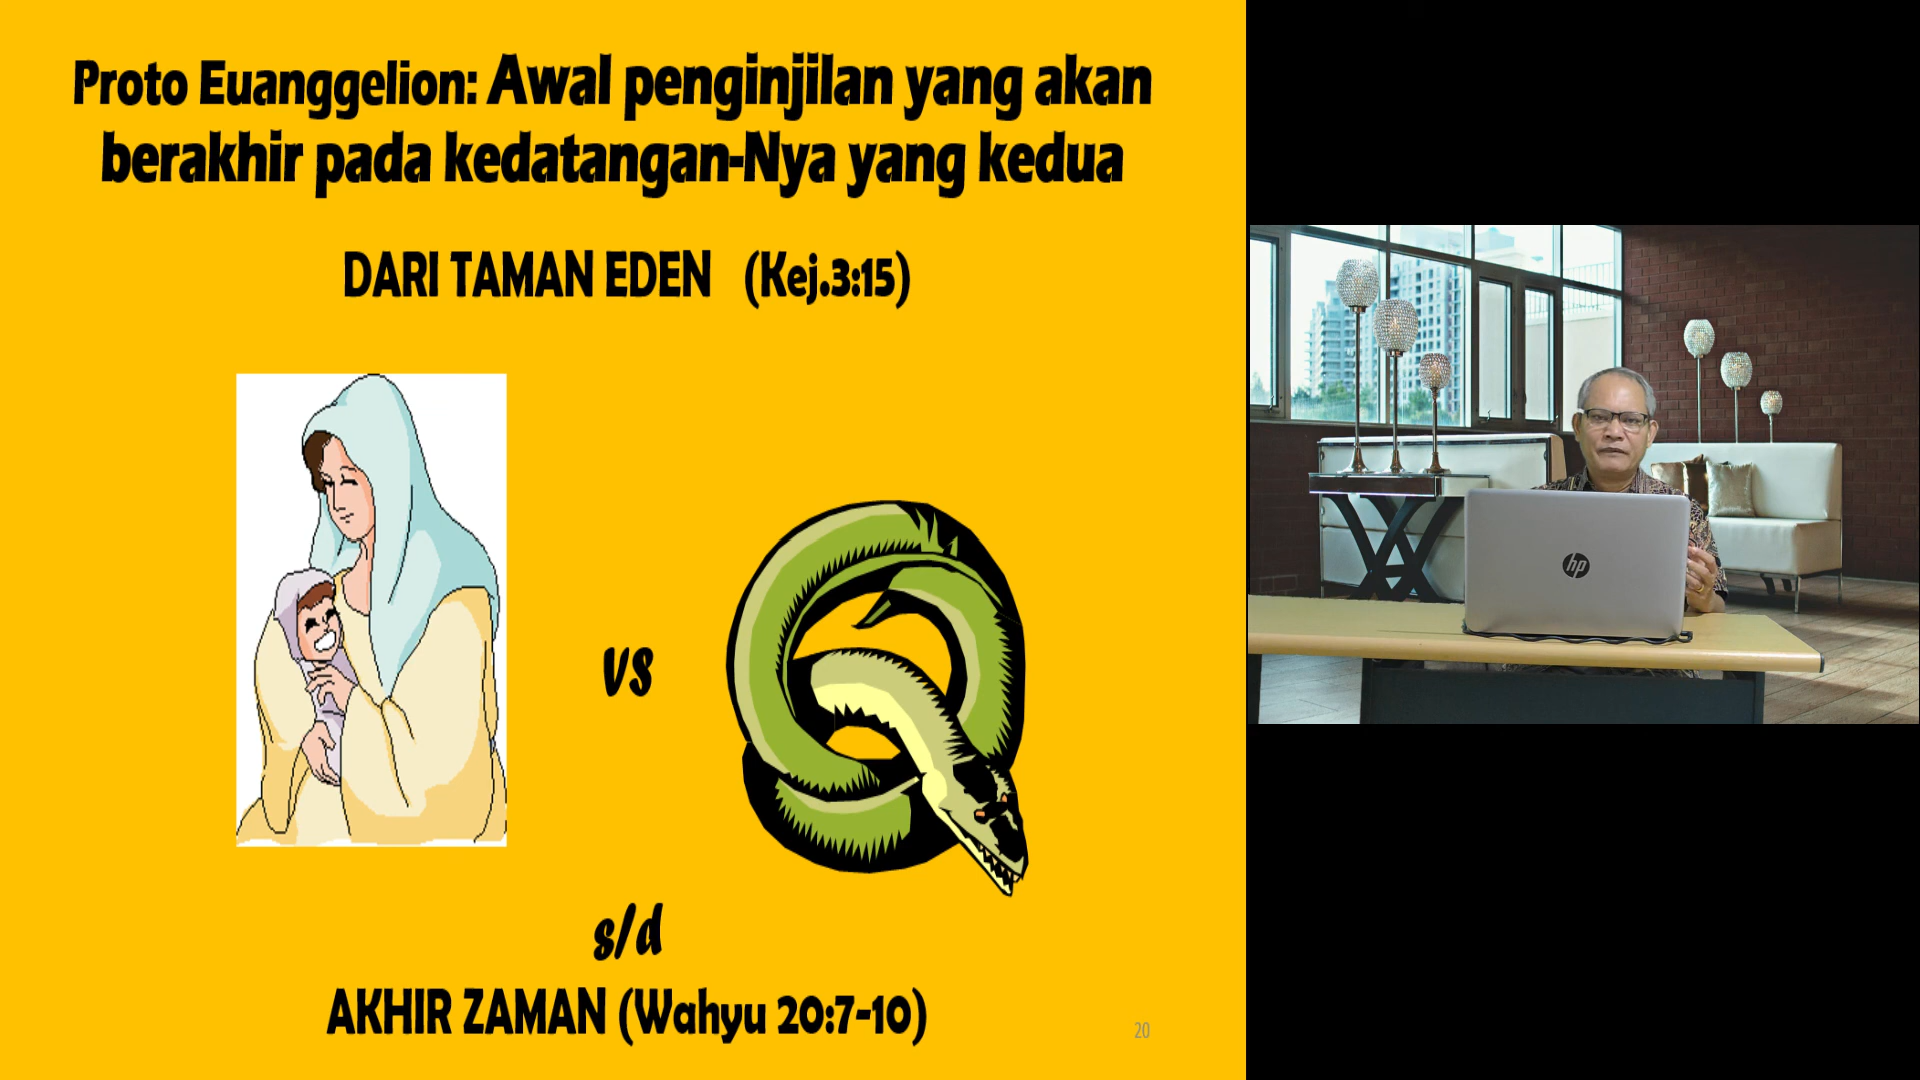 Proto Euanggelion: Awal penginjilan yang akan
berakhir pada kedatangan-Nya yang kedua
DARI TAMAN EDEN (Kej.3:15)
vs
s/d
AKHIR ZAMAN (Wahyu 20:7-10)
20
hp